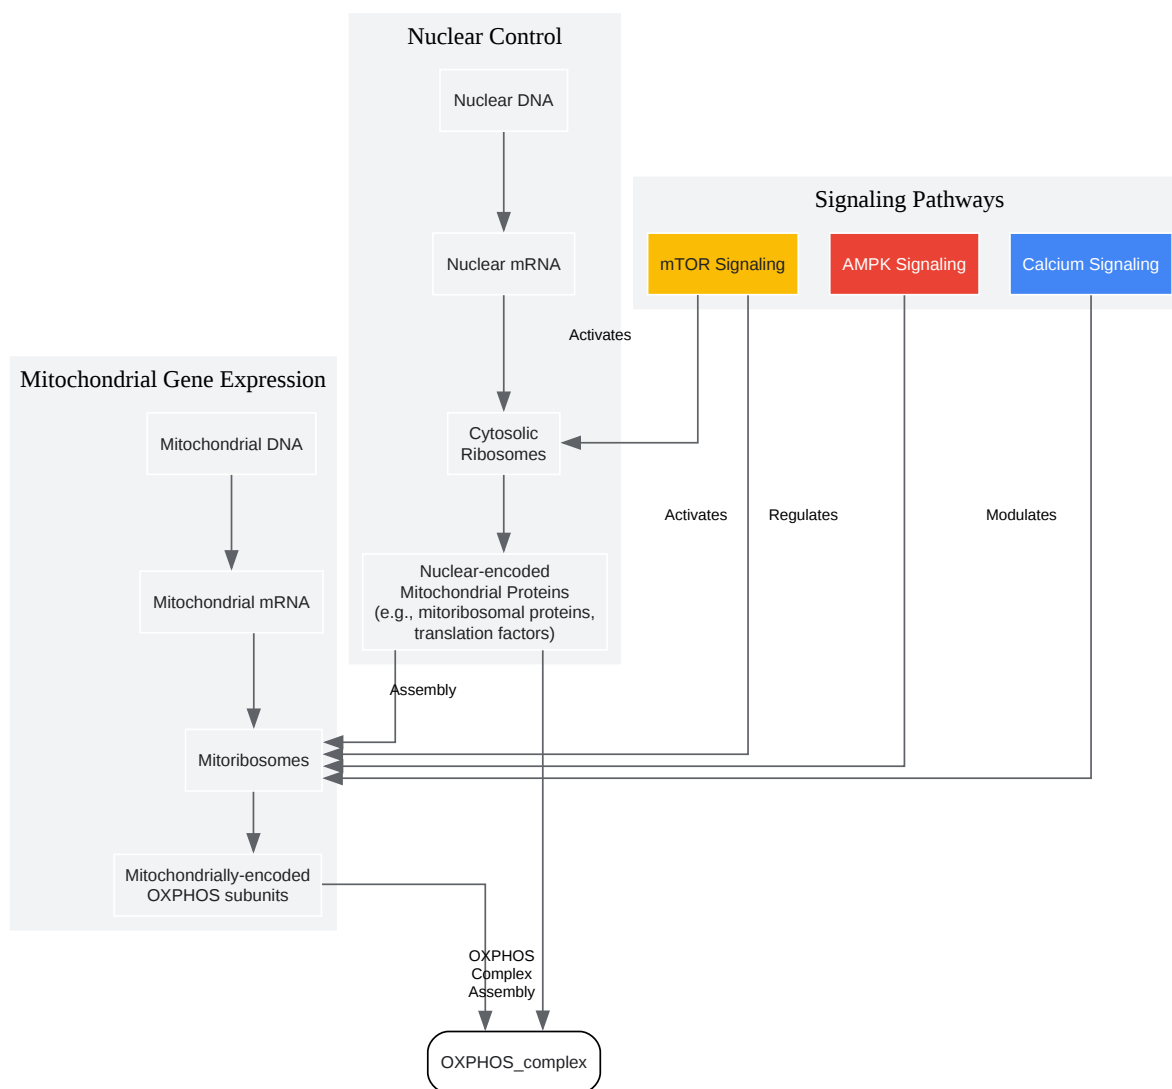 Nuclear Control
Nuclear DNA
Signaling Pathways
Nuclear mRNA
mTOR Signaling
AMPK Signaling
Calcium Signaling
Activates
Mitochondrial Gene Expression
Mitochondrial DNA
Cytosolic
Ribosomes
Activates
Regulates
Modulates
Nuclear-encoded
Mitochondrial Proteins
(e.g., mitoribosomal proteins,
translation factors)
Mitochondrial mRNA
Assembly
Mitoribosomes
Mitochondrially-encoded
OXPHOS subunits
OXPHOS
Complex
Assembly
OXPHOS_complex